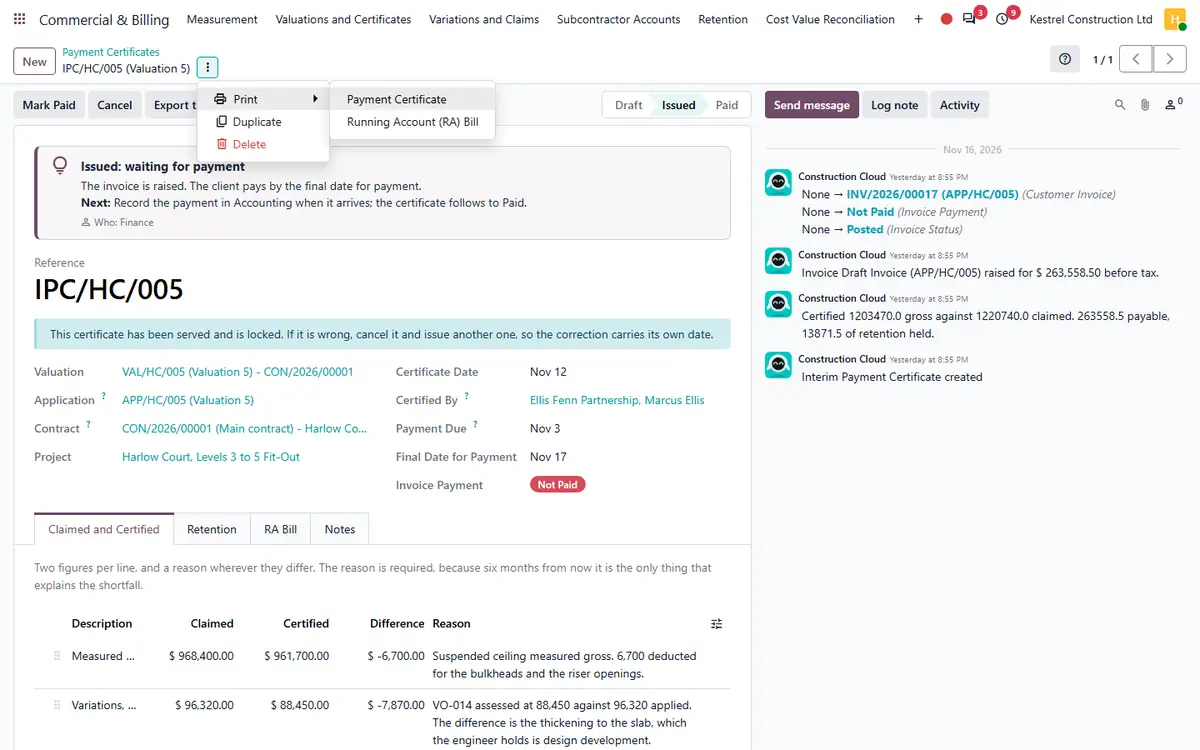 Commercial & Billing Measurement Valuations and Certificates Variations and Claims Subcontractor Accounts Retention Cost Value Reconciliation + 3 9 Kestrel Construction Ltd H
New Payment Certificates 1 / 1
IPC/HC/005 (Valuation 5)
Mark Paid Cancel Export t Draft Issued Paid Send message Log note Activity 0
Print Payment Certificate
Duplicate Running Account (RA) Bill
Delete
Issued: waiting for payment
The invoice is raised. The client pays by the final date for payment.
Next: Record the payment in Accounting when it arrives; the certificate follows to Paid.
Who: Finance
Reference
IPC/HC/005
This certificate has been served and is locked. If it is wrong, cancel it and issue another one, so the correction carries its own date.
Valuation VAL/HC/005 (Valuation 5) - CON/2026/00001 Certificate Date Nov 12
Application ? APP/HC/005 (Valuation 5) Certified By ? Ellis Fenn Partnership, Marcus Ellis
Contract ? CON/2026/00001 (Main contract) - Harlow Co... Payment Due ? Nov 3
Project Harlow Court, Levels 3 to 5 Fit-Out Final Date for Payment Nov 17
Invoice Payment Not Paid
Claimed and Certified Retention RA Bill Notes
Two figures per line, and a reason wherever they differ. The reason is required, because six months from now it is the only thing that
explains the shortfall.
Description Claimed Certified Difference Reason
Measured ... $ 968,400.00 $ 961,700.00 $ -6,700.00 Suspended ceiling measured gross. 6,700 deducted
for the bulkheads and the riser openings.
Variations, ... $ 96,320.00 $ 88,450.00 $ -7,870.00 VO-014 assessed at 88,450 against 96,320 applied.
The difference is the thickening to the slab, which
the engineer holds is design development.
Nov 16, 2026
Construction Cloud Yesterday at 8:55 PM
None → INV/2026/00017 (APP/HC/005) (Customer Invoice)
None → Not Paid (Invoice Payment)
None → Posted (Invoice Status)
Construction Cloud Yesterday at 8:55 PM
Invoice Draft Invoice (APP/HC/005) raised for $ 263,558.50 before tax.
Construction Cloud Yesterday at 8:55 PM
Certified 1203470.0 gross against 1220740.0 claimed. 263558.5 payable,
13871.5 of retention held.
Construction Cloud Yesterday at 8:55 PM
Interim Payment Certificate created